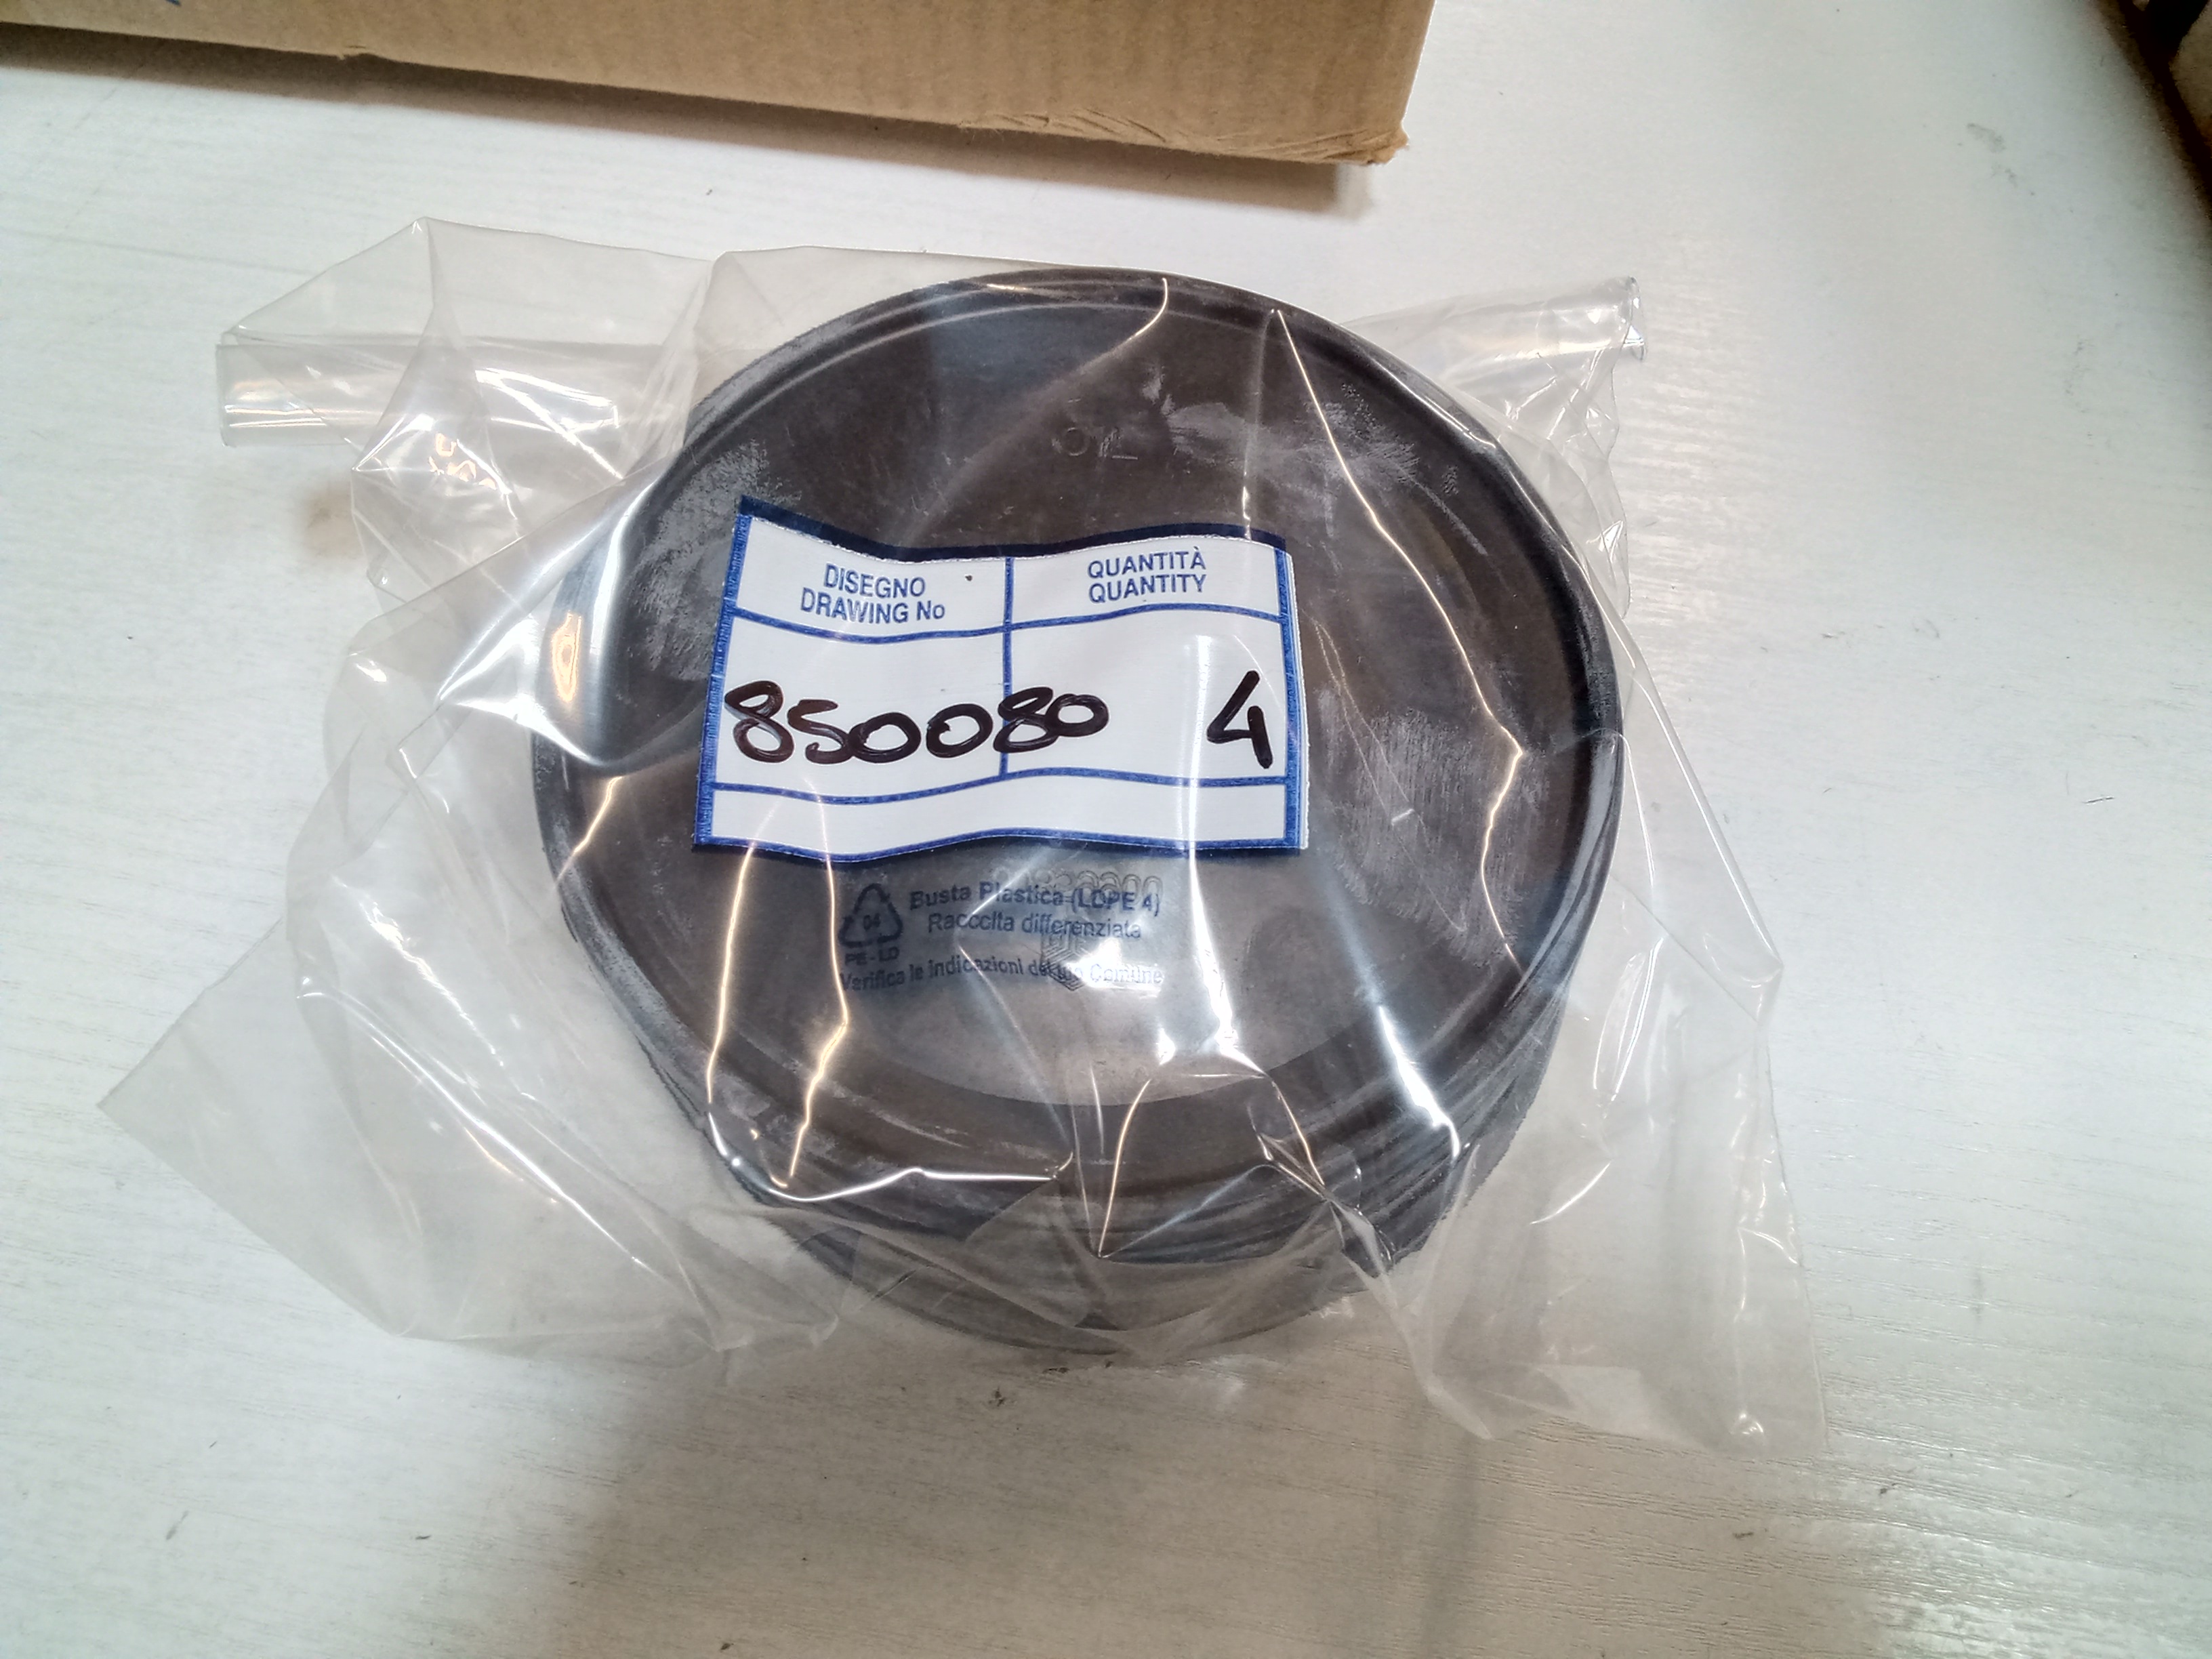 OIL
DISEGNO
DRAWING No
QUANTITÀ
QUANTITY
850080
4
04
PE-LD
Busta Plastica (LDPE 4)
Raccolta differenziata
Verifica le indicazioni del tuo Comune